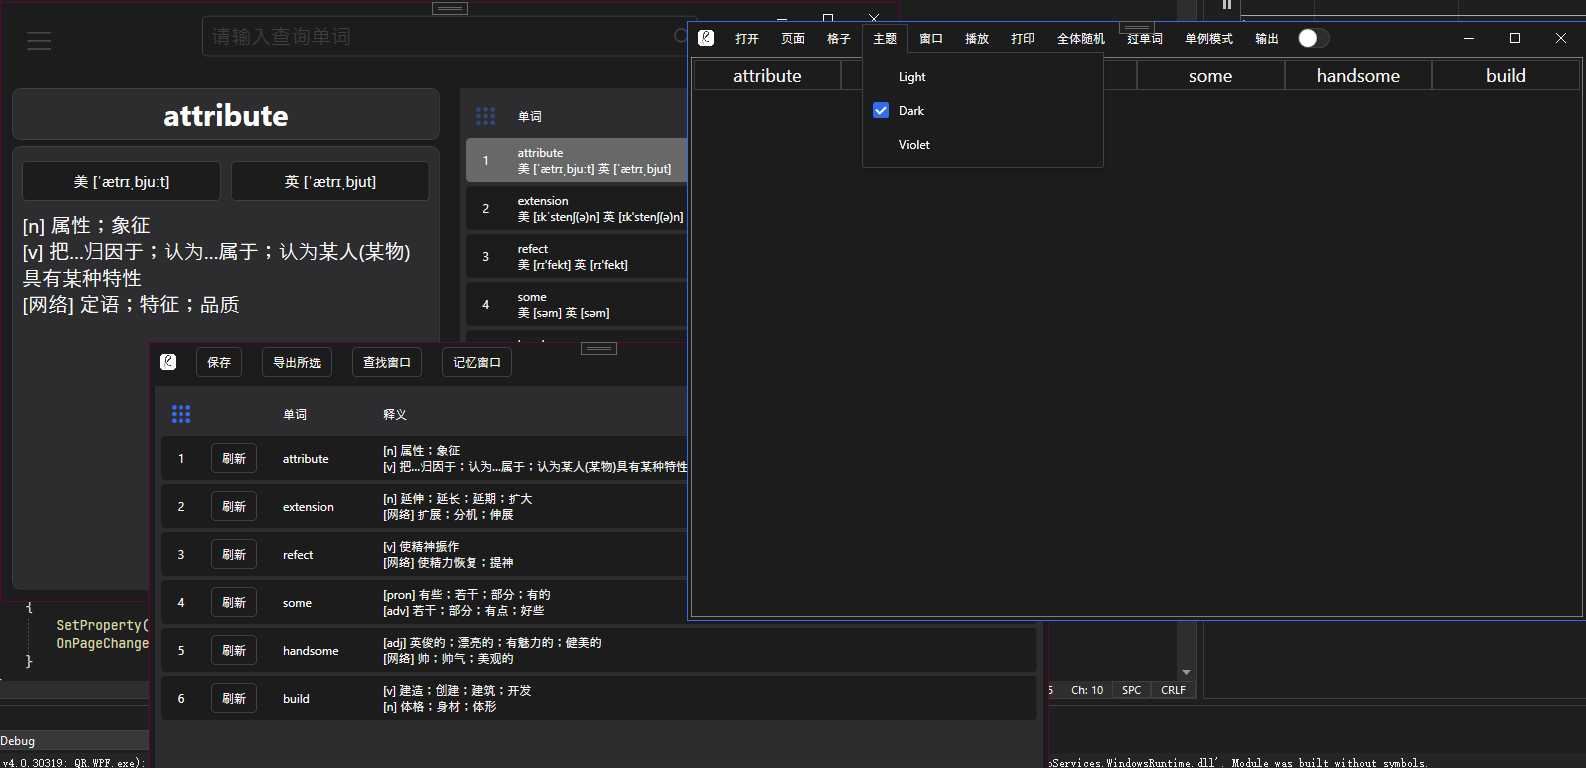 请输入查询单词
attribute
美 [ˈætrɪˌbju:t]
英 [ˈætrɪˌbjut]
[n] 属性；象征
[v] 把...归因于；认为...属于；认为某人(某物)
具有某种特性
[网络] 定语；特征；品质
单词
1
attribute
美 [ˈætrɪˌbju:t] 英 [ˈætrɪˌbjut]
2
extension
美 [ɪkˈstenʃ(ə)n] 英 [ɪk'stenʃ(ə)n]
3
refect
美 [rɪ'fekt] 英 [rɪ'fekt]
4
some
美 [səm] 英 [səm]
打开 页面 格子 主题 窗口 播放 打印 全体随机 过单词 单例模式 输出
Light
Dark
Violet
attribute some handsome build
保存 导出所选 查找窗口 记忆窗口
单词 释义
1 刷新 attribute
[n] 属性；象征
[v] 把...归因于；认为...属于；认为某人(某物)具有某种特性
2 刷新 extension
[n] 延伸；延长；延期；扩大
[网络] 扩展；分机；伸展
3 刷新 refect
[v] 使精神振作
[网络] 使精力恢复；提神
4 刷新 some
[pron] 有些；若干；部分；有的
[adv] 若干；部分；有点；好些
5 刷新 handsome
[adj] 英俊的；漂亮的；有魅力的；健美的
[网络] 帅；帅气；美观的
6 刷新 build
[v] 建造；创建；建筑；开发
[n] 体格；身材；体形
{
SetProperty(
OnPageChange
}
5 Ch: 10 SPC CRLF
Debug
v4.0.30319: QR.WPF.exe):
Services.WindowsRuntime.dll'. Module was built without symbols.